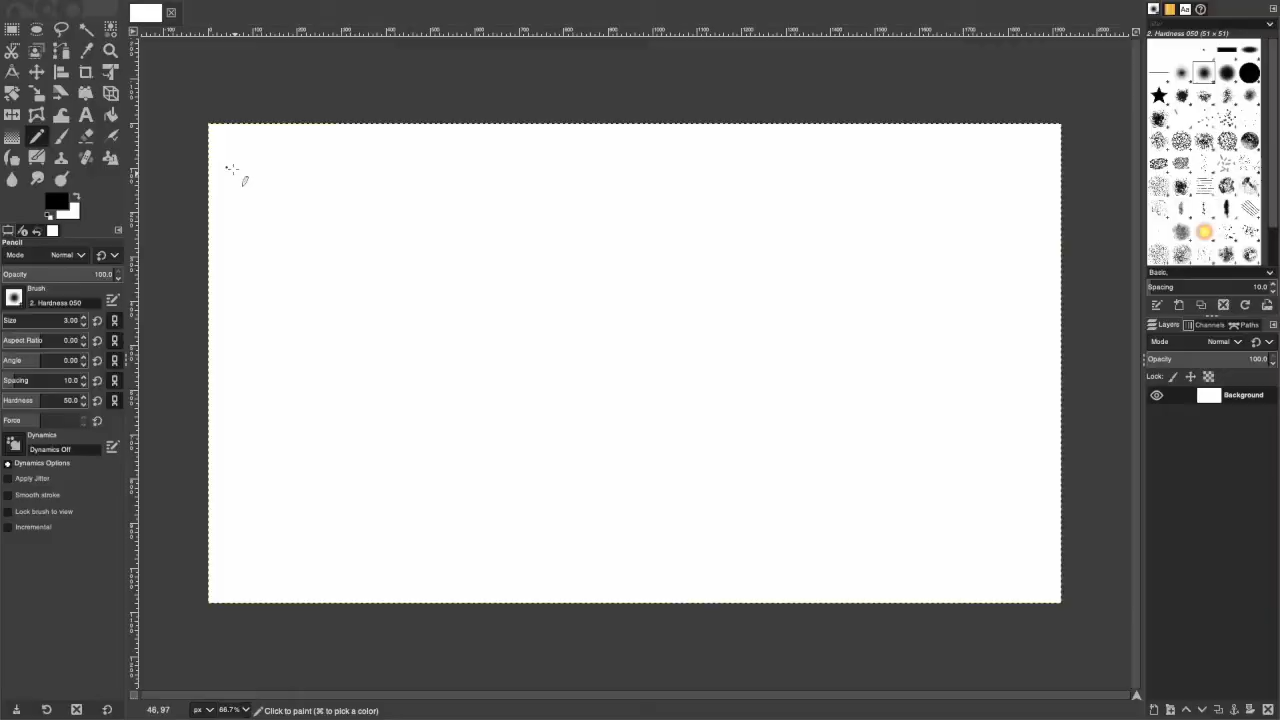 Aa
2. Hardness 050 (51 × 51)
Pencil
Mode Normal
Opacity 100.0
Brush
2. Hardness 050
Size 3.00
Aspect Ratio 0.00
Angle 0.00
Spacing 10.0
Hardness 50.0
Force
Dynamics
Dynamics Off
Dynamics Options
Apply Jitter
Smooth stroke
Lock brush to view
Incremental
Basic,
Spacing 10.0
Layers Channels Paths
Mode Normal
Opacity 100.0
Lock:
Background
46, 97 px 66.7% Click to paint (⌘ to pick a color)